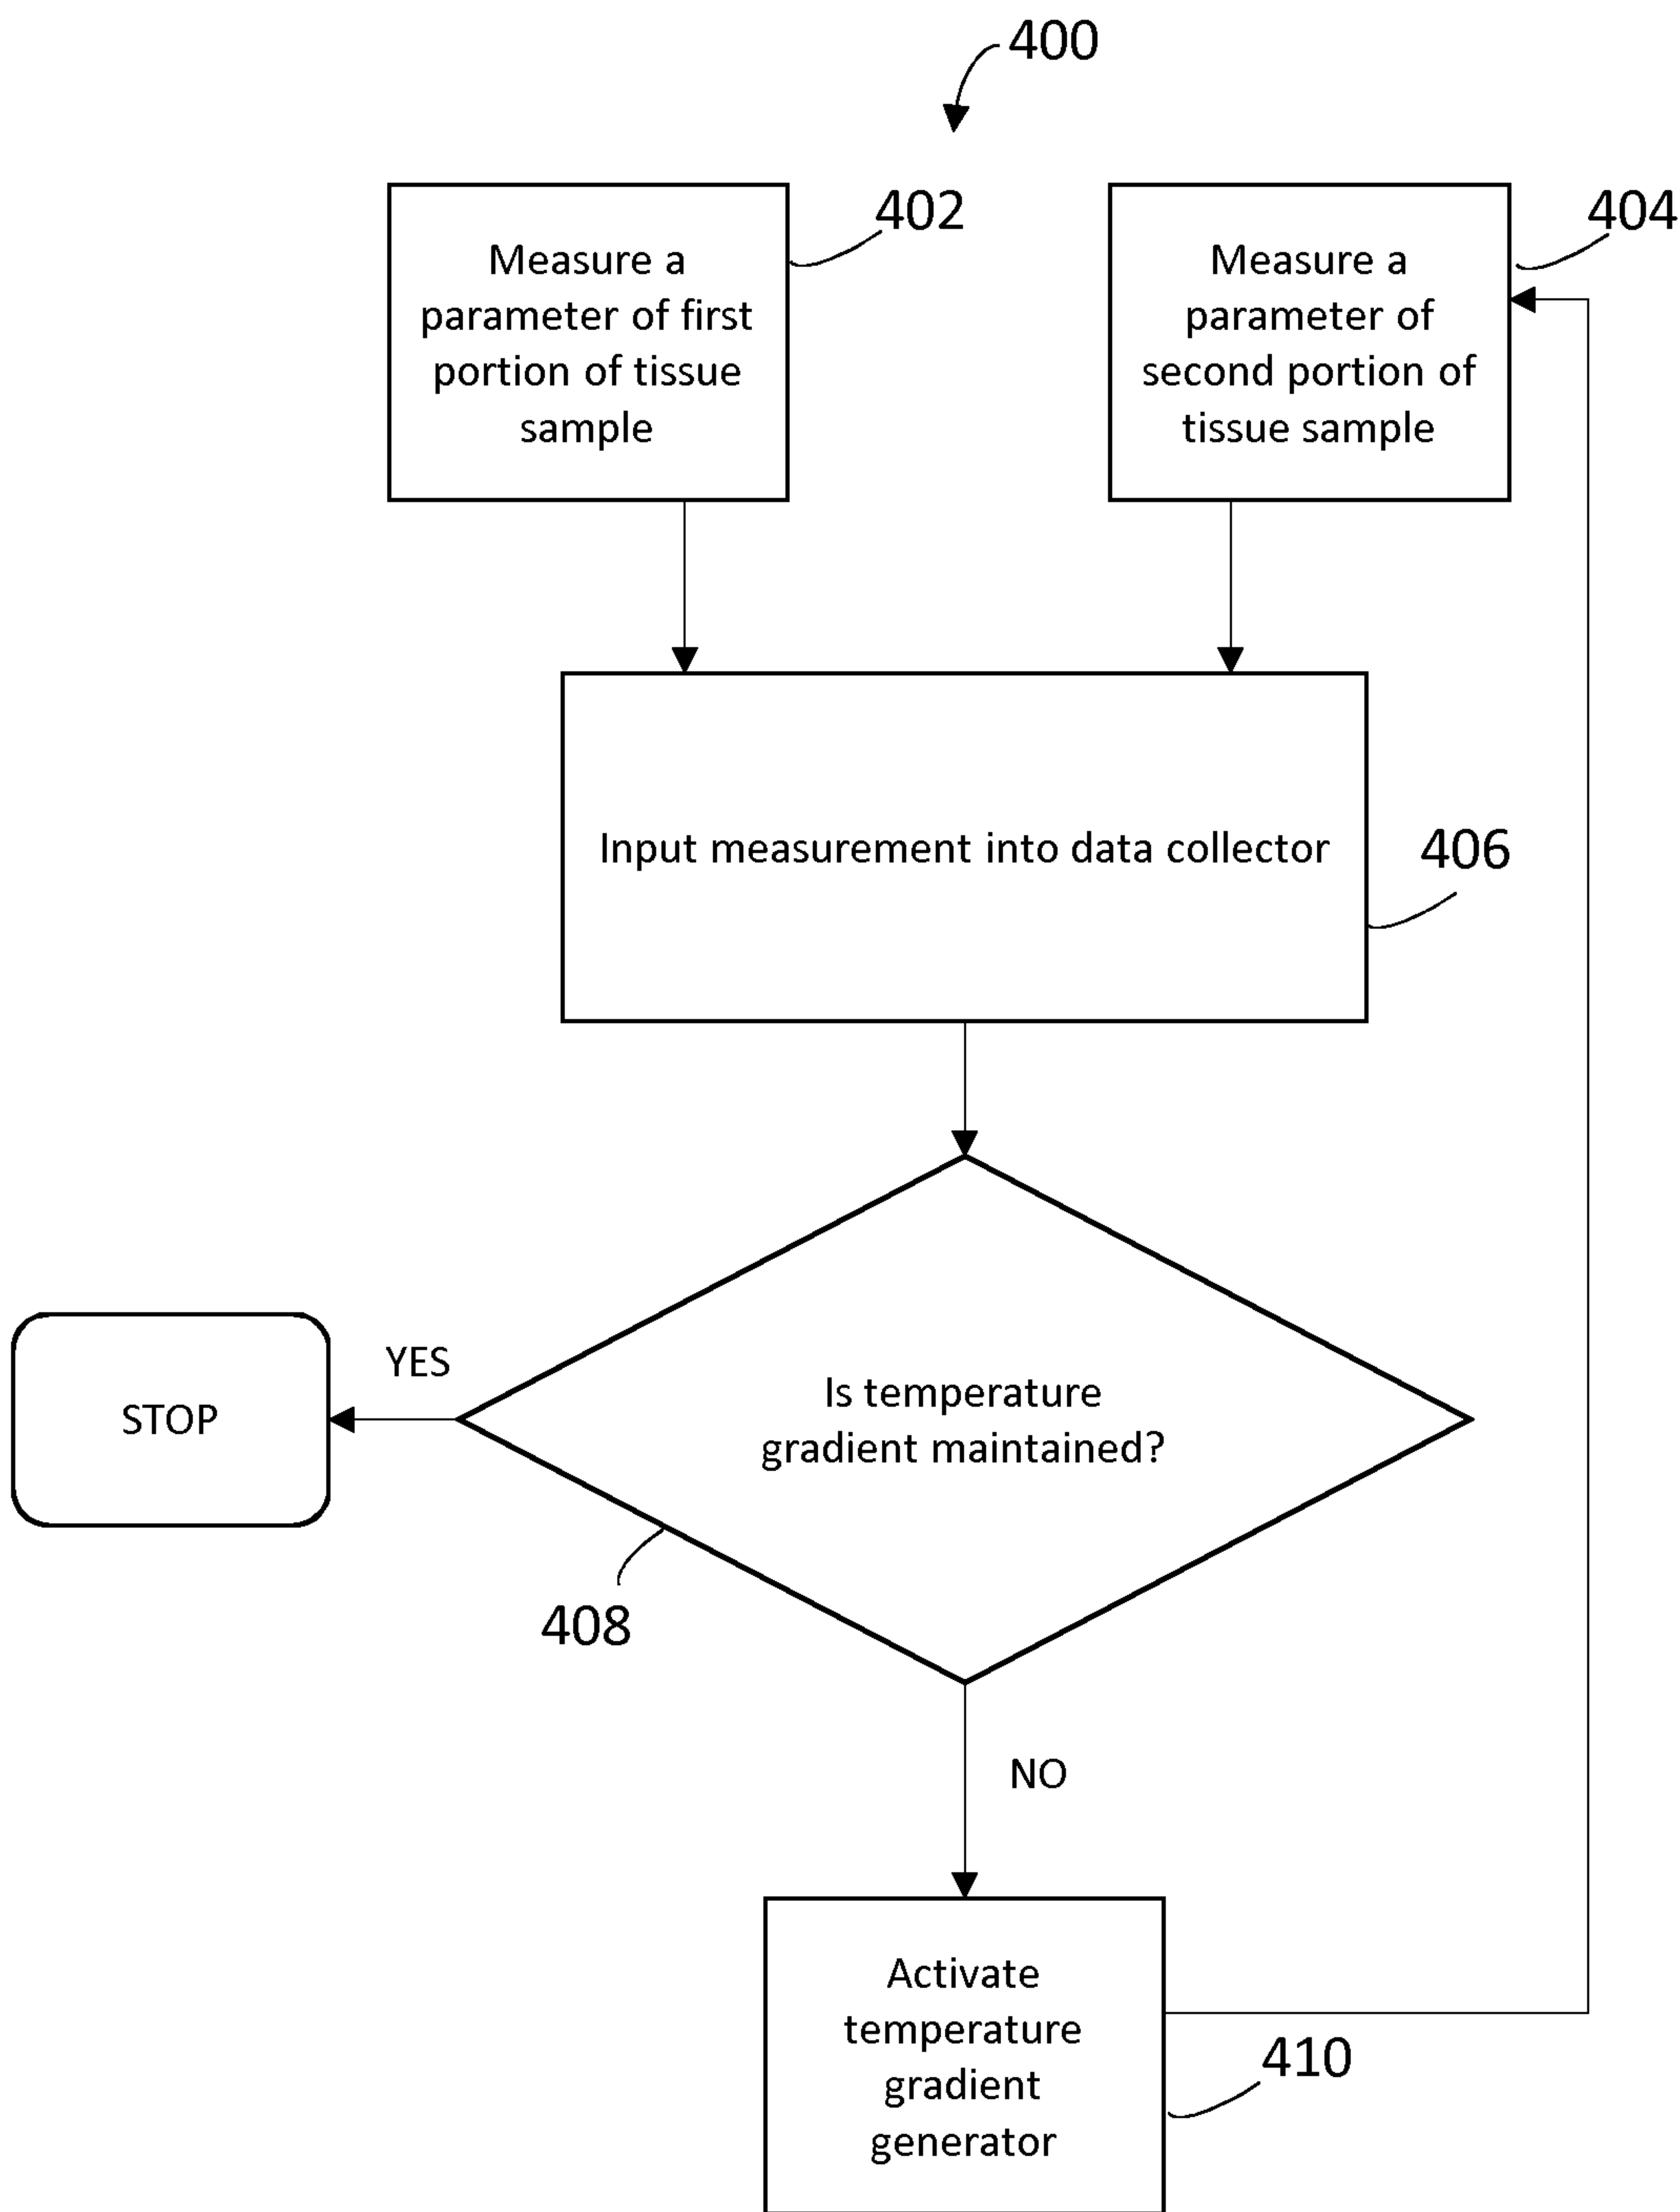 400
402
404
Measure a
parameter of first
portion of tissue
sample
Measure a
parameter of
second portion of
tissue sample
Input measurement into data collector
406
YES
STOP
Is temperature
gradient maintained?
408
NO
Activate
temperature
gradient
generator
410